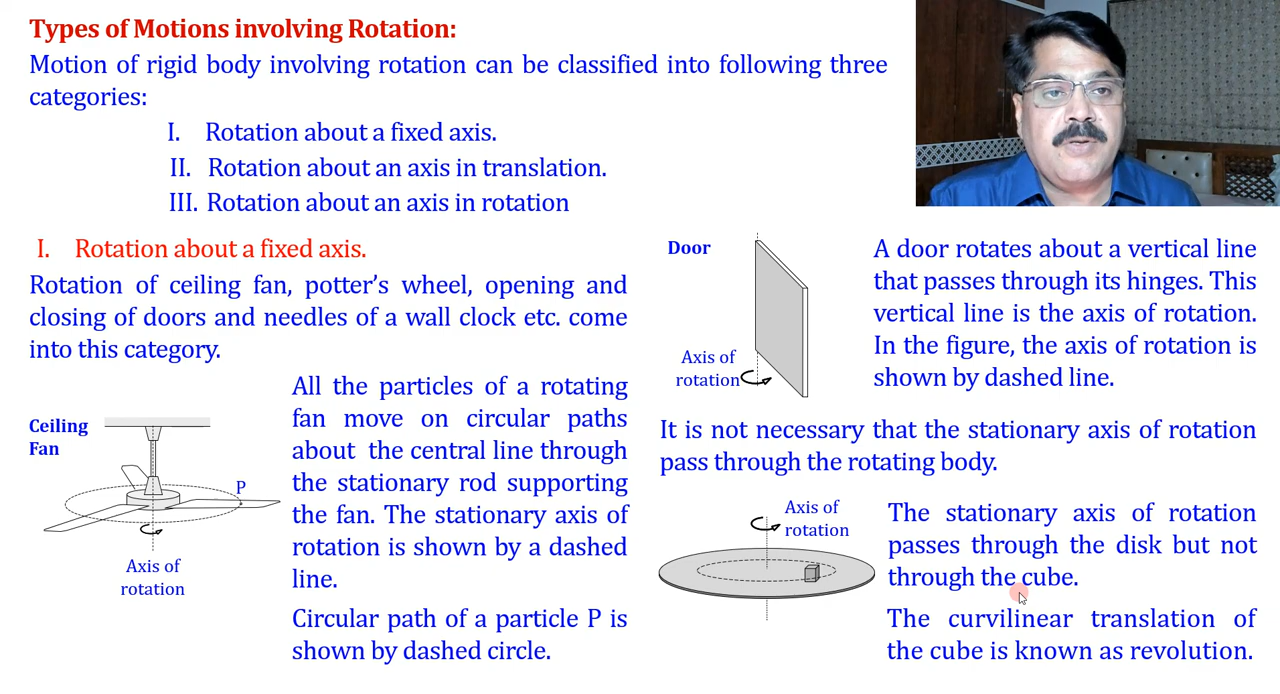 Types of Motions involving Rotation:
Motion of rigid body involving rotation can be classified into following three
categories:
I. Rotation about a fixed axis.
II. Rotation about an axis in translation.
III. Rotation about an axis in rotation
I. Rotation about a fixed axis.
Rotation of ceiling fan, potter's wheel, opening and
closing of doors and needles of a wall clock etc. come
into this category.
Ceiling
Fan
P
Axis of
rotation
All the particles of a rotating
fan move on circular paths
about the central line through
the stationary rod supporting
the fan. The stationary axis of
rotation is shown by a dashed
line.
Circular path of a particle P is
shown by dashed circle.
Door
Axis of
rotation
A door rotates about a vertical line
that passes through its hinges. This
vertical line is the axis of rotation.
In the figure, the axis of rotation is
shown by dashed line.
It is not necessary that the stationary axis of rotation
pass through the rotating body.
Axis of
rotation
The stationary axis of rotation
passes through the disk but not
through the cube.
The curvilinear translation of
the cube is known as revolution.